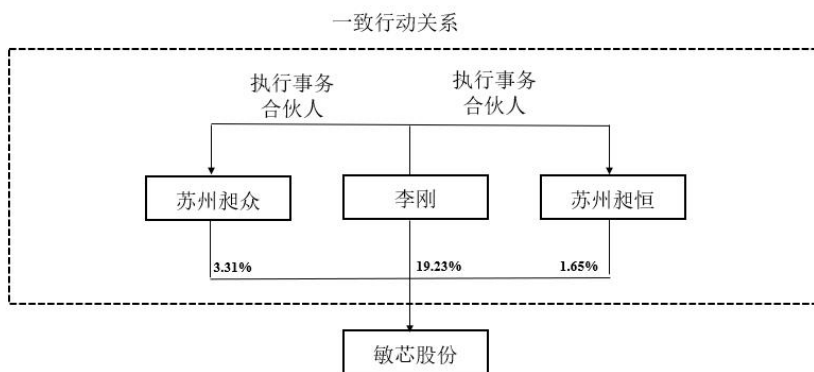 一致行动关系
执行事务
合伙人
执行事务
合伙人
苏州昶众
李刚
苏州昶恒
3.31%
19.23%
1.65%
敏芯股份